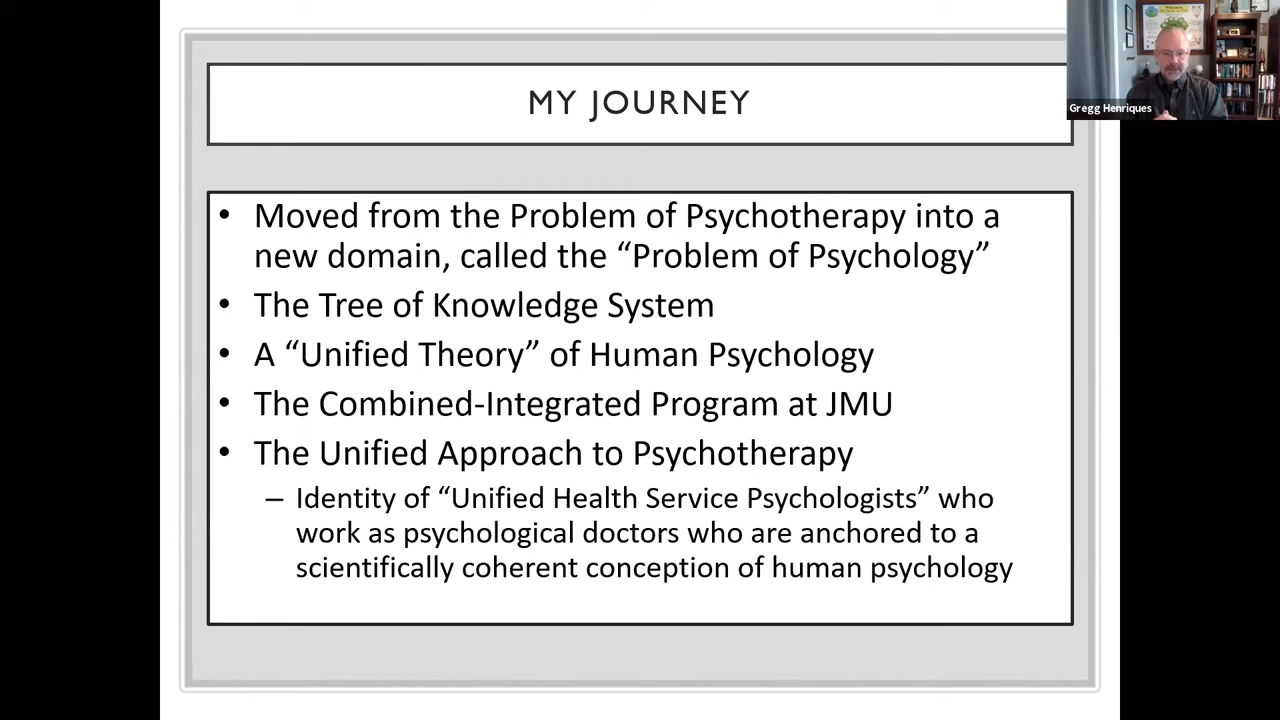 MY JOURNEY
Gregg Henriques
• Moved from the Problem of Psychotherapy into a
new domain, called the “Problem of Psychology”
• The Tree of Knowledge System
• A “Unified Theory” of Human Psychology
• The Combined-Integrated Program at JMU
• The Unified Approach to Psychotherapy
– Identity of “Unified Health Service Psychologists” who
work as psychological doctors who are anchored to a
scientifically coherent conception of human psychology